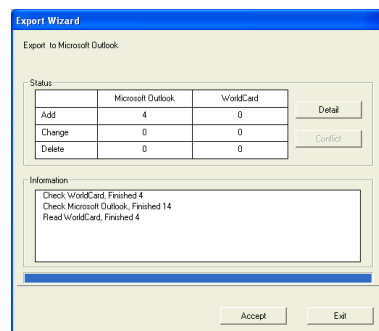 Export Wizard
Export to Microsoft Outlook
Status
Microsoft Outlook WorldCard
Add 4 0
Change 0 0
Delete 0 0
Detail
Conflict
Information
Check WorldCard, Finished 4
Check Microsoft Outlook, Finished 14
Read WorldCard, Finished 4
Accept Exit